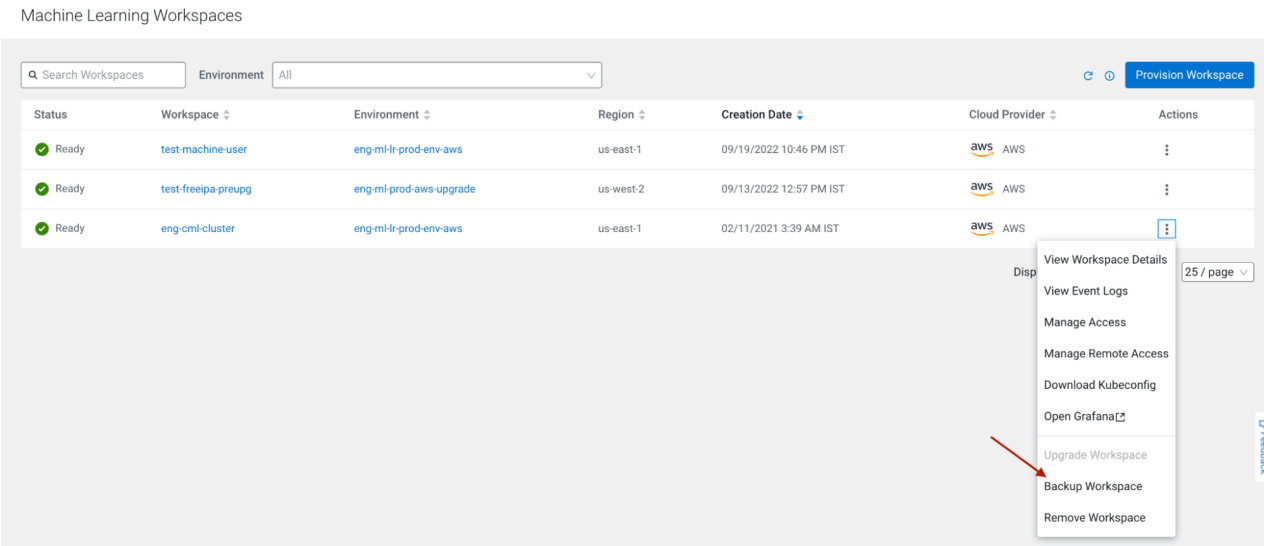 Machine Learning Workspaces
Search Workspaces Environment All Provision Workspace
Status Workspace Environment Region Creation Date Cloud Provider Actions
Ready test-machine-user eng-ml-lr-prod-env-aws us-east-1 09/19/2022 10:46 PM IST aws AWS
Ready test-freeipa-preupg eng-ml-prod-aws-upgrade us-west-2 09/13/2022 12:57 PM IST aws AWS
Ready eng-cml-cluster eng-ml-lr-prod-env-aws us-east-1 02/11/2021 3:39 AM IST aws AWS
View Workspace Details
Disp 25 / page
View Event Logs
Manage Access
Manage Remote Access
Download Kubeconfig
Open Grafana
Upgrade Workspace
Backup Workspace
Remove Workspace